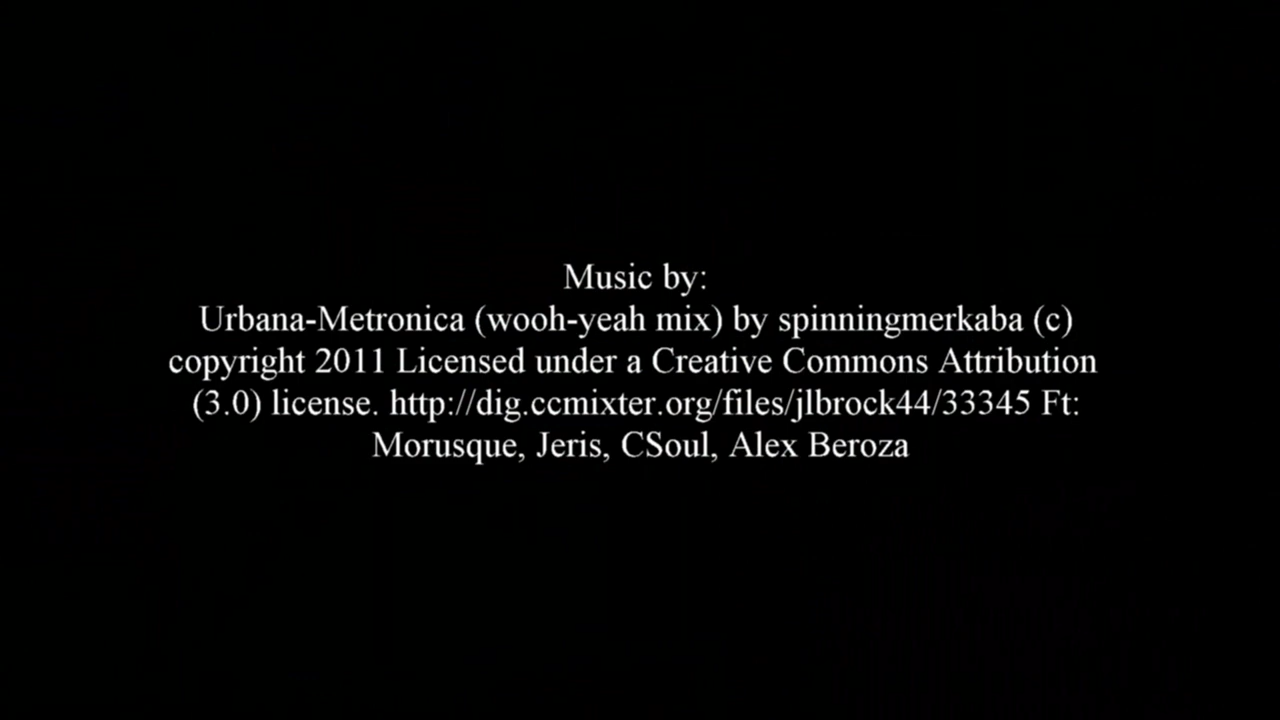 Music by:
Urbana-Metronica (wooh-yeah mix) by spinningmerkaba (c)
copyright 2011 Licensed under a Creative Commons Attribution
(3.0) license. http://dig.ccmixter.org/files/jlbrock44/33345 Ft:
Morusque, Jeris, CSoul, Alex Beroza